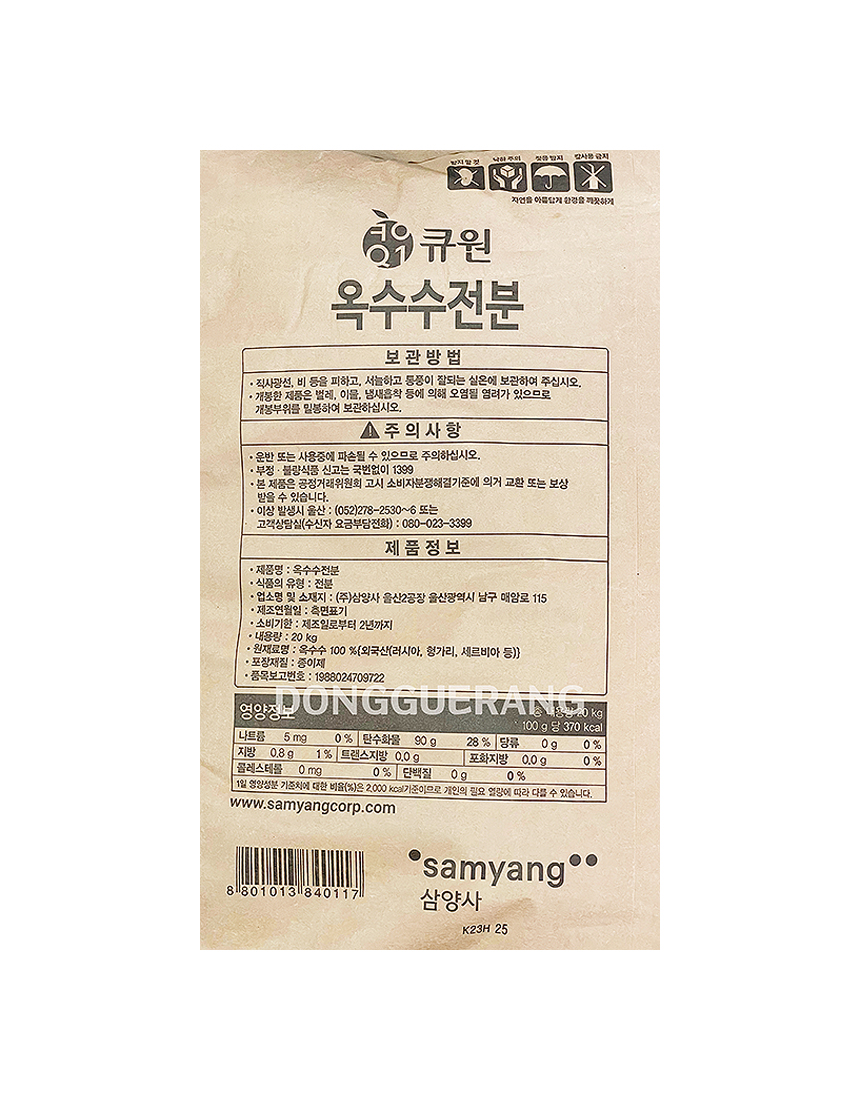 받지 말 것 낙하 주의 젖음 방지 칼사용 금지
자연을 아름답게 환경을 깨끗하게
큐원
Q1 큐원
옥수수전분
보관방법
· 직사광선, 비 등을 피하고, 서늘하고 통풍이 잘되는 실온에 보관하여 주십시오.
· 개봉한 제품은 벌레, 이물, 냄새흡착 등에 의해 오염될 염려가 있으므로
개봉부위를 밀봉하여 보관하십시오.
주의사항
· 운반 또는 사용중에 파손될 수 있으므로 주의하십시오.
· 부정·불량식품 신고는 국번없이 1399
· 본 제품은 공정거래위원회 고시 소비자분쟁해결기준에 의거 교환 또는 보상
받을 수 있습니다.
· 이상 발생시 울산 : (052)278-2530~6 또는
고객상담실(수신자 요금부담전화) : 080-023-3399
제품정보
· 제품명 : 옥수수전분
· 식품의 유형 : 전분
· 업소명 및 소재지 : (주)삼양사 울산2공장 울산광역시 남구 매암로 115
· 제조연월일 : 측면표기
· 소비기한 : 제조일로부터 2년까지
· 내용량 : 20 kg
· 원재료명 : 옥수수 100 %{외국산(러시아, 헝가리, 세르비아 등)}
· 포장재질 : 종이제
· 품목보고번호 : 1988024709722
DONGGUERANG
영양정보 총 내용량 20 kg
100 g 당 370 kcal
나트륨 5 mg 0 % 탄수화물 90 g 28 % 당류 0 g 0 %
지방 0.8 g 1 % 트랜스지방 0.0 g 포화지방 0.0 g 0 %
콜레스테롤 0 mg 0 % 단백질 0 g 0 %
1일 영양성분 기준치에 대한 비율(%)은 2,000 kcal기준이므로 개인의 필요 열량에 따라 다를 수 있습니다.
www.samyangcorp.com
8 801013 840117
samyang
삼양사
K23H 25